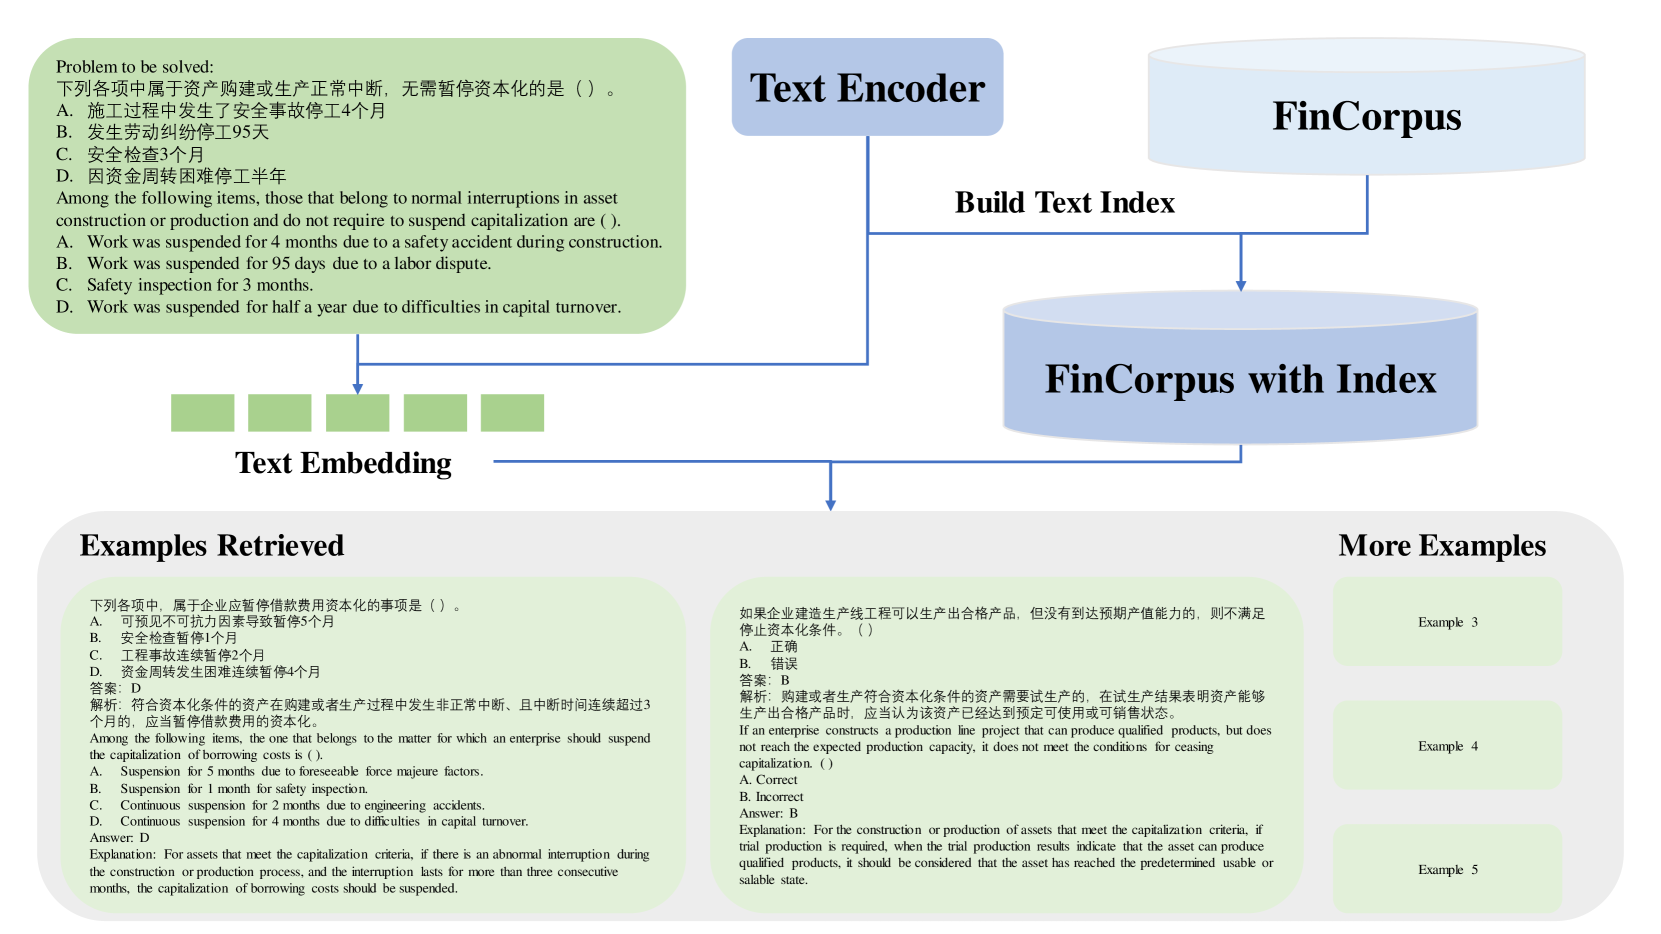 Problem to be solved:
下列各项中属于资产购建或生产正常中断，无需暂停资本化的是（ ）。
A. 施工过程中发生了安全事故停工4个月
B. 发生劳动纠纷停工95天
C. 安全检查3个月
D. 因资金周转困难停工半年
Among the following items, those that belong to normal interruptions in asset
construction or production and do not require to suspend capitalization are ( ).
A. Work was suspended for 4 months due to a safety accident during construction.
B. Work was suspended for 95 days due to a labor dispute.
C. Safety inspection for 3 months.
D. Work was suspended for half a year due to difficulties in capital turnover.
Text Encoder
FinCorpus
Build Text Index
FinCorpus with Index
Text Embedding
Examples Retrieved
More Examples
下列各项中，属于企业应暂停借款费用资本化的事项是（ ）。
A. 可预见不可抗力因素导致暂停5个月
B. 安全检查暂停1个月
C. 工程事故连续暂停2个月
D. 资金周转发生困难连续暂停4个月
答案：D
解析：符合资本化条件的资产在购建或者生产过程中发生非正常中断、且中断时间连续超过3
个月的，应当暂停借款费用的资本化。
Among the following items, the one that belongs to the matter for which an enterprise should suspend
the capitalization of borrowing costs is ( ).
A. Suspension for 5 months due to foreseeable force majeure factors.
B. Suspension for 1 month for safety inspection.
C. Continuous suspension for 2 months due to engineering accidents.
D. Continuous suspension for 4 months due to difficulties in capital turnover.
Answer: D
Explanation: For assets that meet the capitalization criteria, if there is an abnormal interruption during
the construction or production process, and the interruption lasts for more than three consecutive
months, the capitalization of borrowing costs should be suspended.
如果企业建造生产线工程可以生产出合格产品，但没有到达预期产值能力的，则不满足
停止资本化条件。（ ）
A. 正确
B. 错误
答案：B
解析：购建或者生产符合资本化条件的资产需要试生产的，在试生产结果表明资产能够
生产出合格产品时，应当认为该资产已经达到预定可使用或可销售状态。
If an enterprise constructs a production line project that can produce qualified products, but does
not reach the expected production capacity, it does not meet the conditions for ceasing
capitalization. ( )
A. Correct
B. Incorrect
Answer: B
Explanation: For the construction or production of assets that meet the capitalization criteria, if
trial production is required, when the trial production results indicate that the asset can produce
qualified products, it should be considered that the asset has reached the predetermined usable or
salable state.
Example 3
Example 4
Example 5